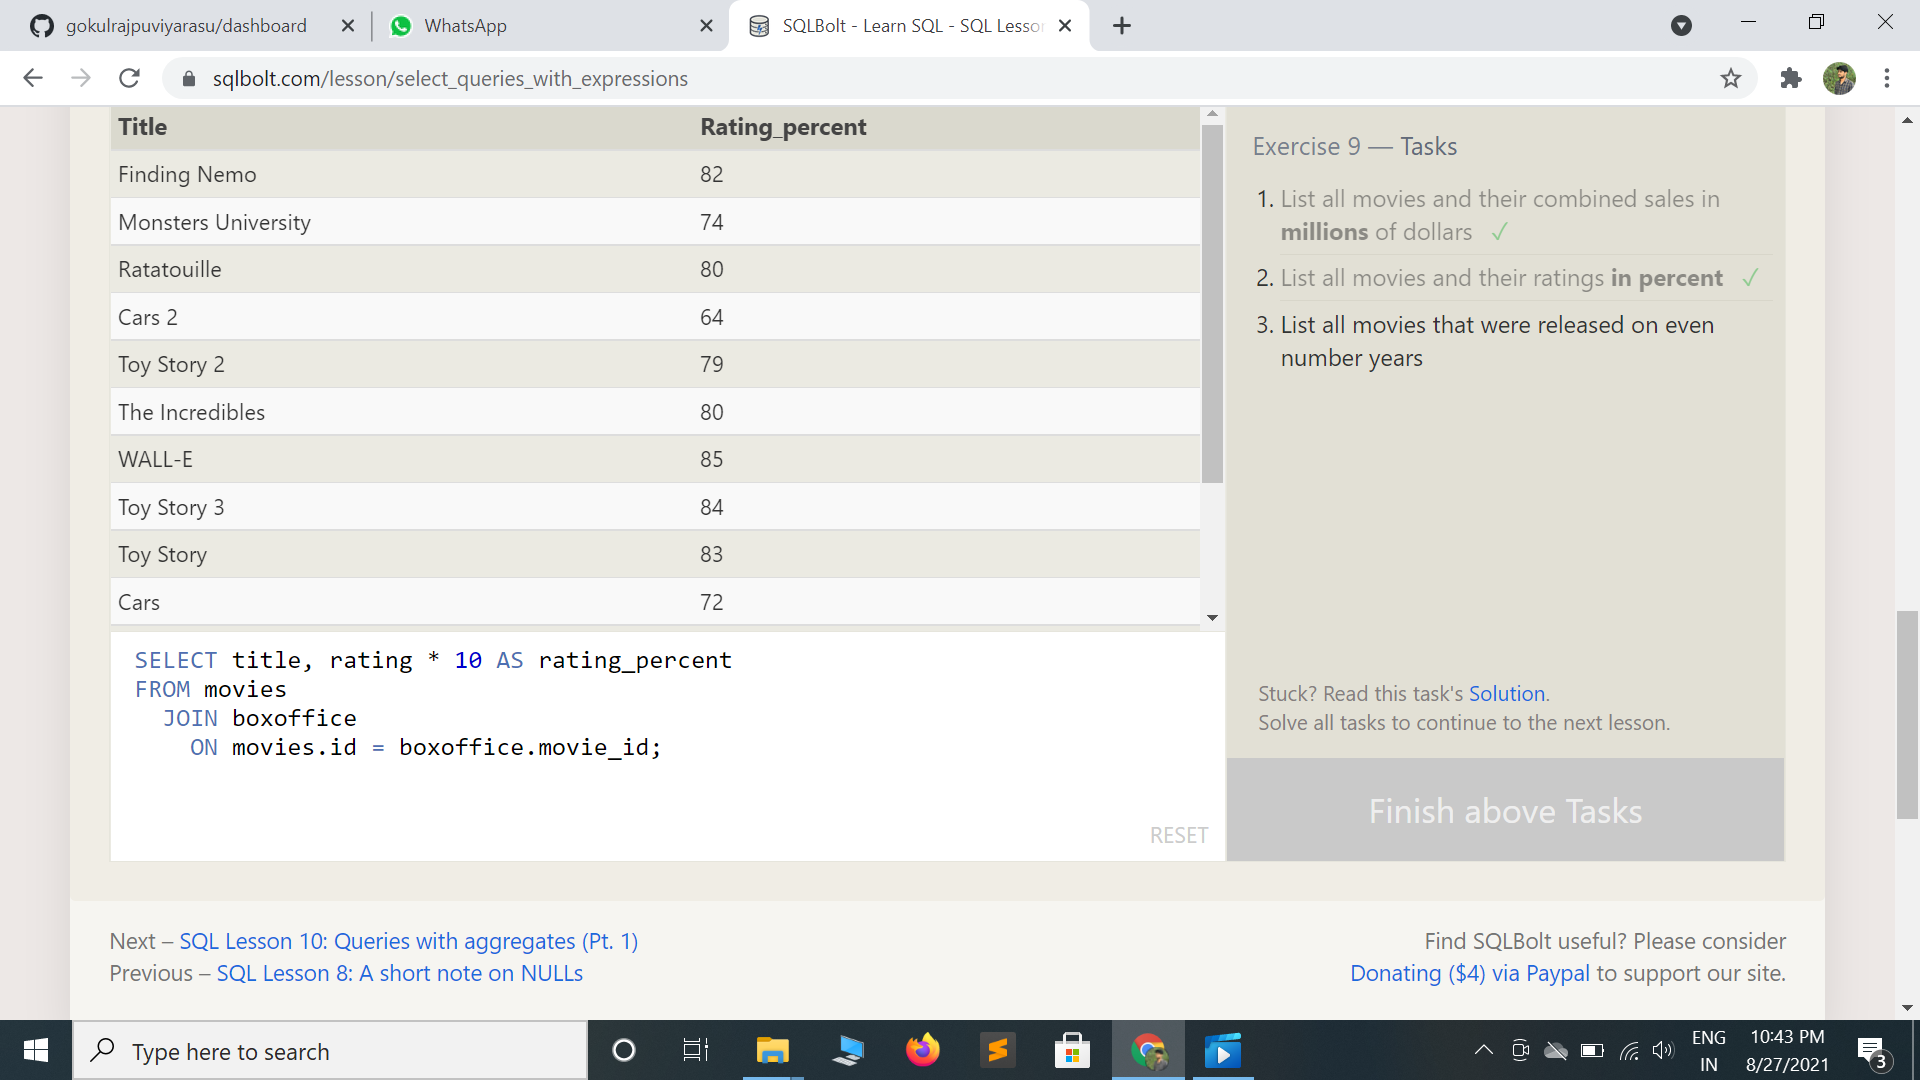 gokulrajpuviyarasu/dashboard
WhatsApp
SQLBolt - Learn SQL - SQL Lesson
sqlbolt.com/lesson/select_queries_with_expressions
Title Rating_percent
Finding Nemo 82
Monsters University 74
Ratatouille 80
Cars 2 64
Toy Story 2 79
The Incredibles 80
WALL-E 85
Toy Story 3 84
Toy Story 83
Cars 72
SELECT title, rating * 10 AS rating_percent
FROM movies
JOIN boxoffice
ON movies.id = boxoffice.movie_id;
RESET
Exercise 9 — Tasks
1. List all movies and their combined sales in
millions of dollars ✓
2. List all movies and their ratings in percent ✓
3. List all movies that were released on even
number years
Stuck? Read this task's Solution.
Solve all tasks to continue to the next lesson.
Finish above Tasks
Next – SQL Lesson 10: Queries with aggregates (Pt. 1)
Previous – SQL Lesson 8: A short note on NULLs
Find SQLBolt useful? Please consider
Donating ($4) via Paypal to support our site.
Type here to search
ENG
IN
10:43 PM
8/27/2021
3